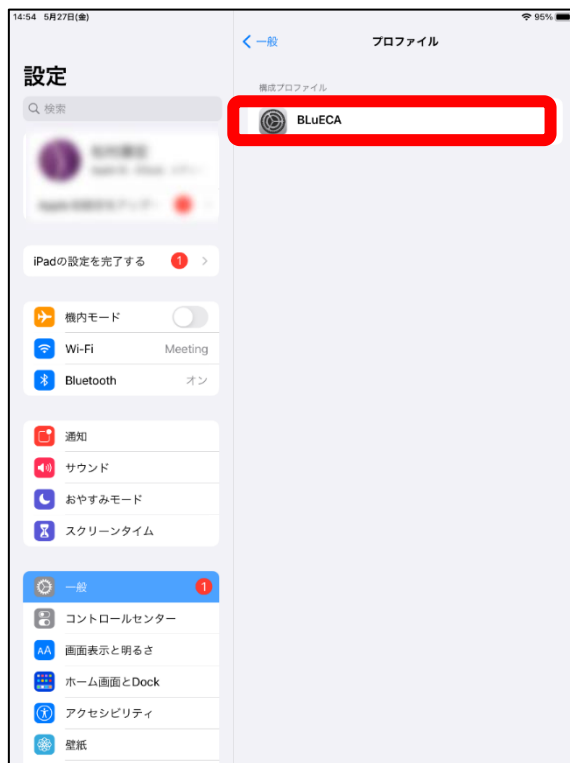 14:54 5月27日(金)
95%
一般
プロファイル
設定
検索
構成プロファイル
BLuECA
iPadの設定を完了する 1
機内モード
Wi-Fi Meeting
Bluetooth オン
通知
サウンド
おやすみモード
スクリーンタイム
一般 1
コントロールセンター
AA 画面表示と明るさ
ホーム画面とDock
アクセシビリティ
壁紙